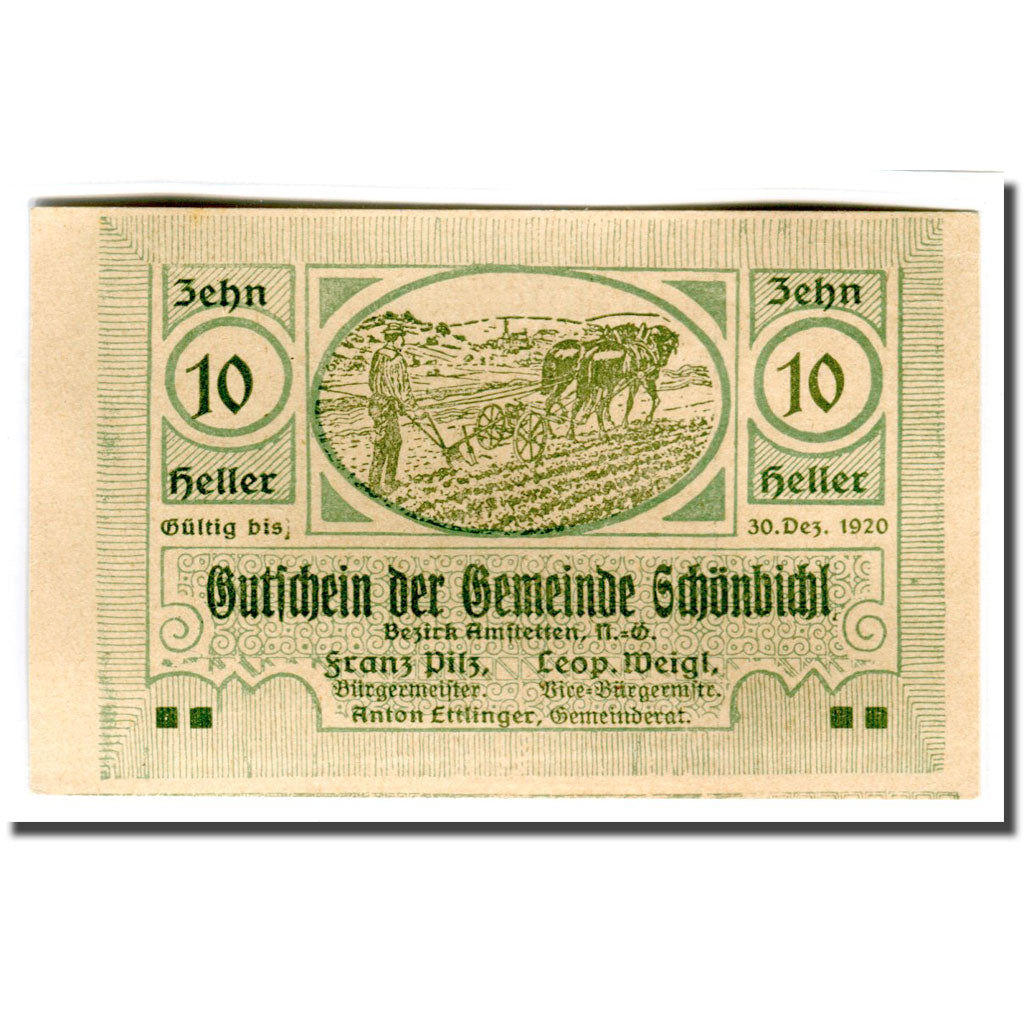 Zehn
10
Heller
Zehn
10
Heller
Gültig bis
30. Dez. 1920
Gutschein der Gemeinde Schönbichl
Bezirk Amstetten, N.=Ö.
Franz Pilz, Leop. Weigl,
Bürgermeister. Vice=Bürgermstr.
Anton Ettlinger, Gemeinderat.